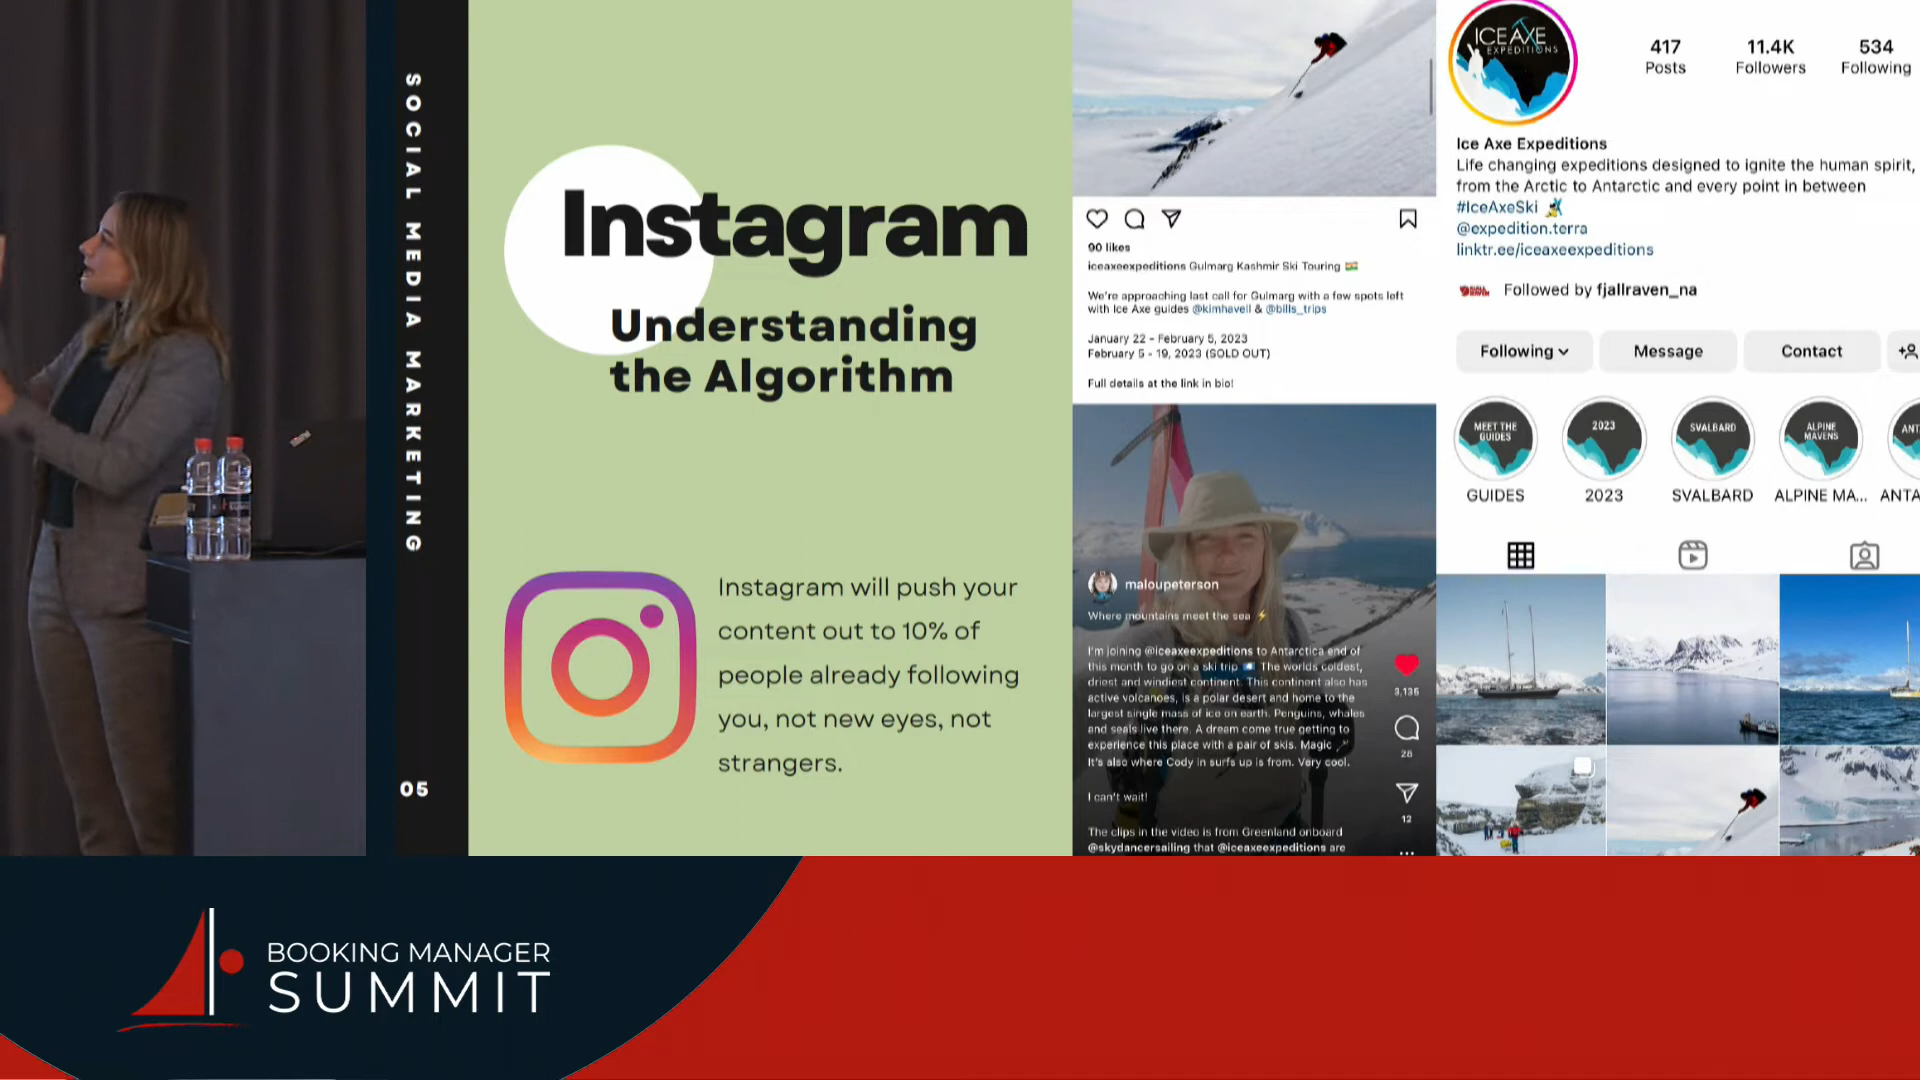 SOCIAL MEDIA MARKETING
05
Instagram
Understanding
the Algorithm
Instagram will push your
content out to 10% of
people already following
you, not new eyes, not
strangers.
90 likes
iceaxeexpeditions Gulmarg Kashmir Ski Touring 🇮🇳
We're approaching last call for Gulmarg with a few spots left
with Ice Axe guides @kimhavell & @bills_trips
January 22 - February 5, 2023
February 5 - 19, 2023 (SOLD OUT)
Full details at the link in bio!
maloupeterson
Where mountains meet the sea ⚡
I'm joining @iceaxeexpeditions to Antarctica end of
this month to go on a ski trip 🇦🇶 The worlds coldest,
driest and windiest continent. This continent also has
active volcanoes, is a polar desert and home to the
largest single mass of ice on earth. Penguins, whales
and seals live there. A dream come true getting to
experience this place with a pair of skis. Magic
It's also where Cody in surfs up is from. Very cool.
I can't wait!
The clips in the video is from Greenland onboard
@skydancersailing that @iceaxeexpeditions are
3,135
28
12
ICE AXE
EXPEDITIONS
417
Posts
11.4K
Followers
534
Following
Ice Axe Expeditions
Life changing expeditions designed to ignite the human spirit,
from the Arctic to Antarctic and every point in between
#IceAxeSki
@expedition.terra
linktr.ee/iceaxeexpeditions
Followed by fjallraven_na
Following
Message
Contact
MEET THE
GUIDES
2023
SVALBARD
ALPINE
MAVENS
ANT
GUIDES
2023
SVALBARD
ALPINE MA...
ANTA
BOOKING MANAGER
SUMMIT